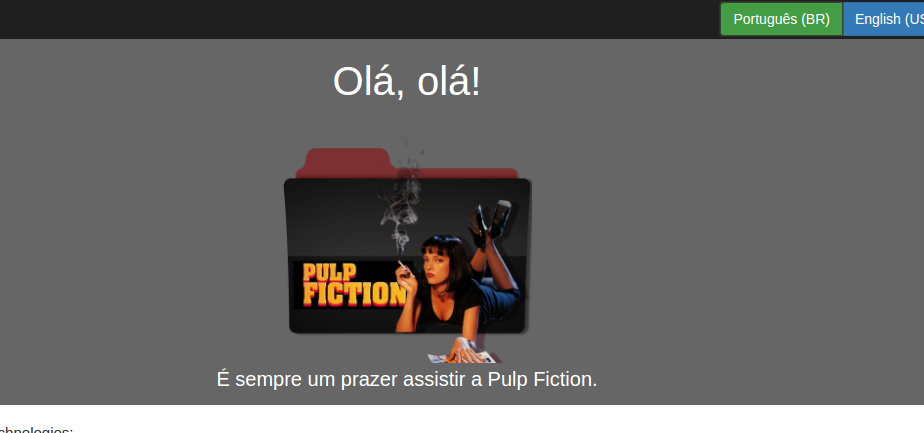 Português (BR)
English (US
Olá, olá!
PULP
FICTION
É sempre um prazer assistir a Pulp Fiction.
chnologies: